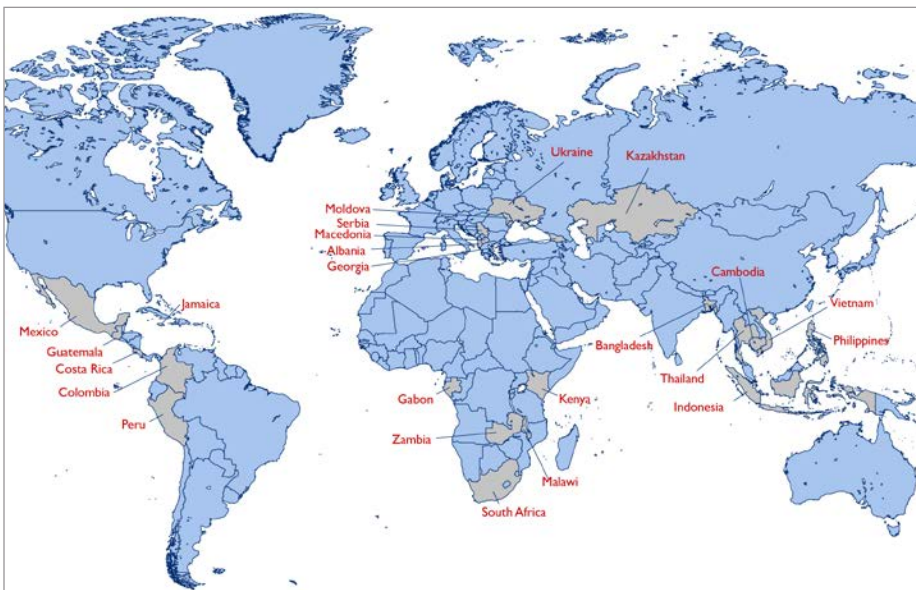 Ukraine
Kazakhstan
Moldova
Serbia
Macedonia
Albania
Georgia
Cambodia
Jamaica
Vietnam
Mexico
Bangladesh
Philippines
Guatemala
Costa Rica
Thailand
Colombia
Gabon
Kenya
Indonesia
Peru
Zambia
Malawi
South Africa